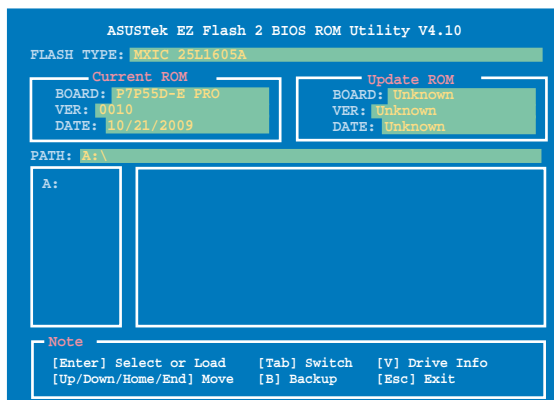 ASUSTek EZ Flash 2 BIOS ROM Utility V4.10
FLASH TYPE: MXIC 25L1605A
Current ROM
BOARD: P7P55D-E PRO
VER: 0010
DATE: 10/21/2009
Update ROM
BOARD: Unknown
VER: Unknown
DATE: Unknown
PATH: A:\
A:
Note
[Enter] Select or Load [Tab] Switch [V] Drive Info
[Up/Down/Home/End] Move [B] Backup [Esc] Exit